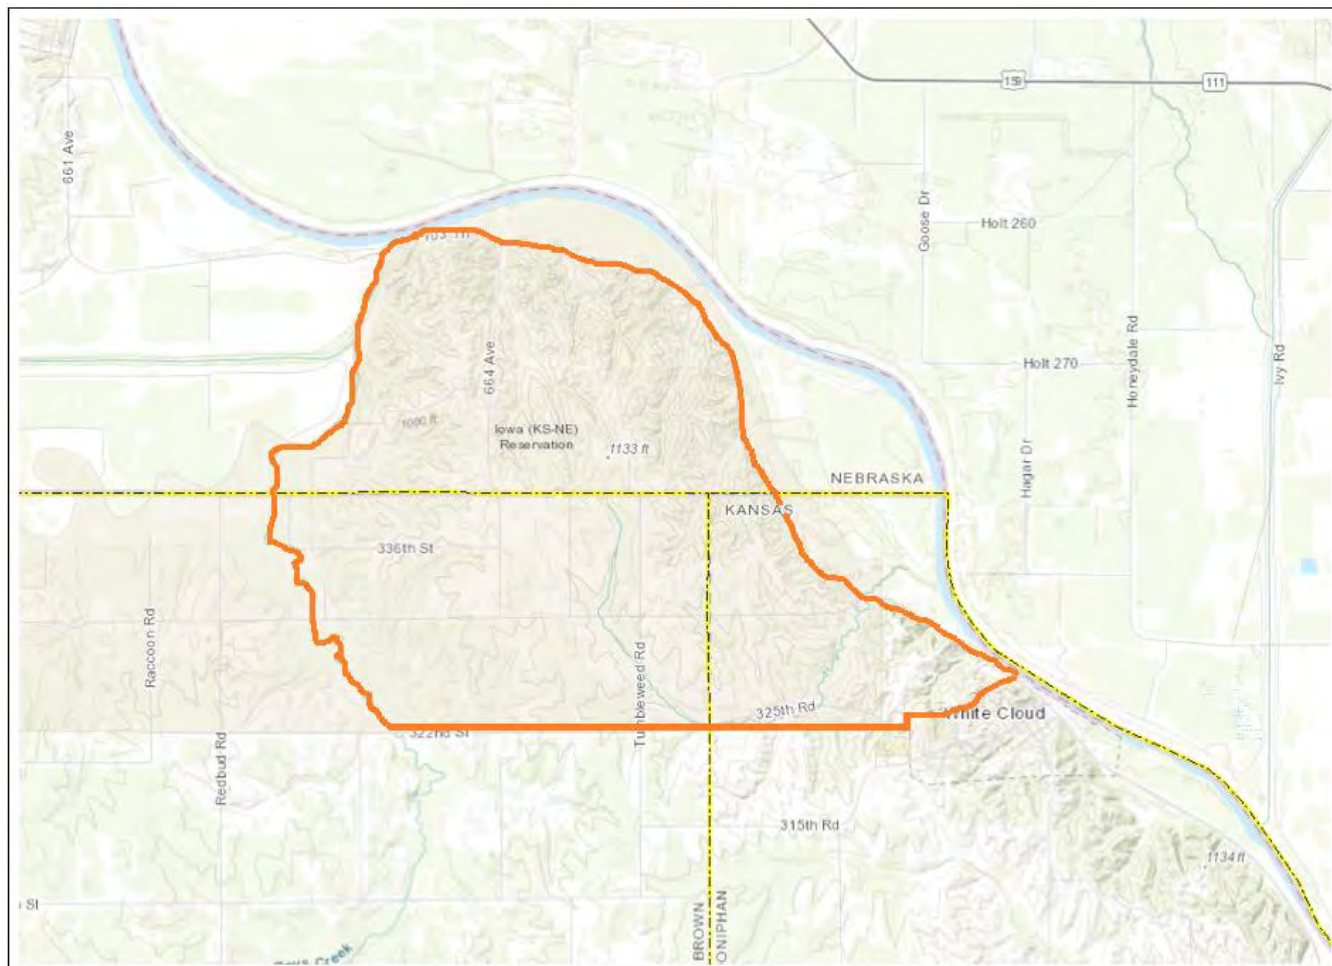 159
111
661 Ave
Goose Dr
Holt 260
Honeydale Rd
Ivy Rd
664 Ave
Holt 270
1000 ft
Iowa (KS-NE)
Reservation
1133 ft
Hagar Dr
NEBRASKA
KANSAS
336th St
Raccoon Rd
Tumbleweed Rd
325th Rd
White Cloud
322nd St
Redbud Rd
315th Rd
1134 ft
St
BROWN
ONIPHAN
Creek